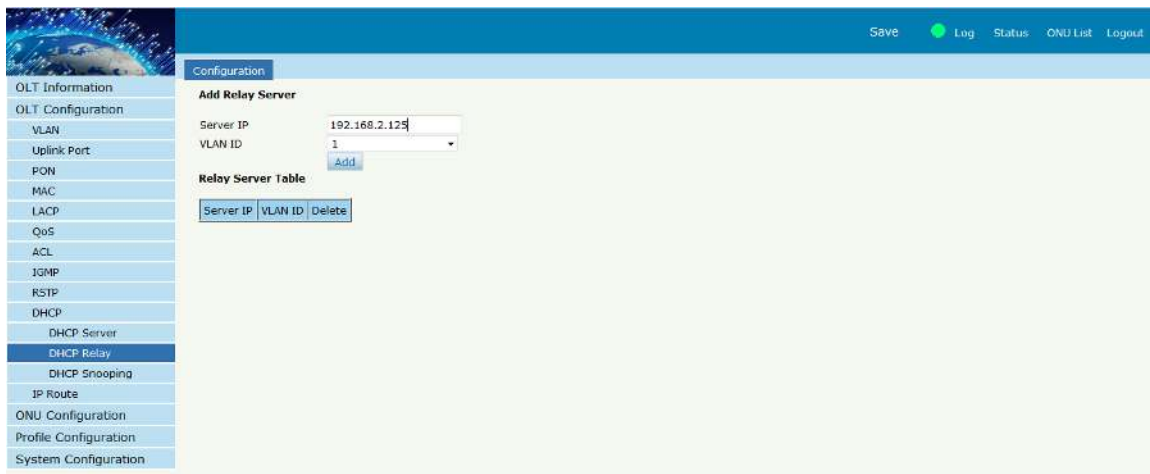 Save Log Status ONU List Logout
Configuration
OLT Information
OLT Configuration
VLAN
Uplink Port
PON
MAC
LACP
QoS
ACL
IGMP
RSTP
DHCP
DHCP Server
DHCP Relay
DHCP Snooping
IP Route
ONU Configuration
Profile Configuration
System Configuration
Add Relay Server
Server IP 192.168.2.125
VLAN ID 1
Add
Relay Server Table
Server IP VLAN ID Delete